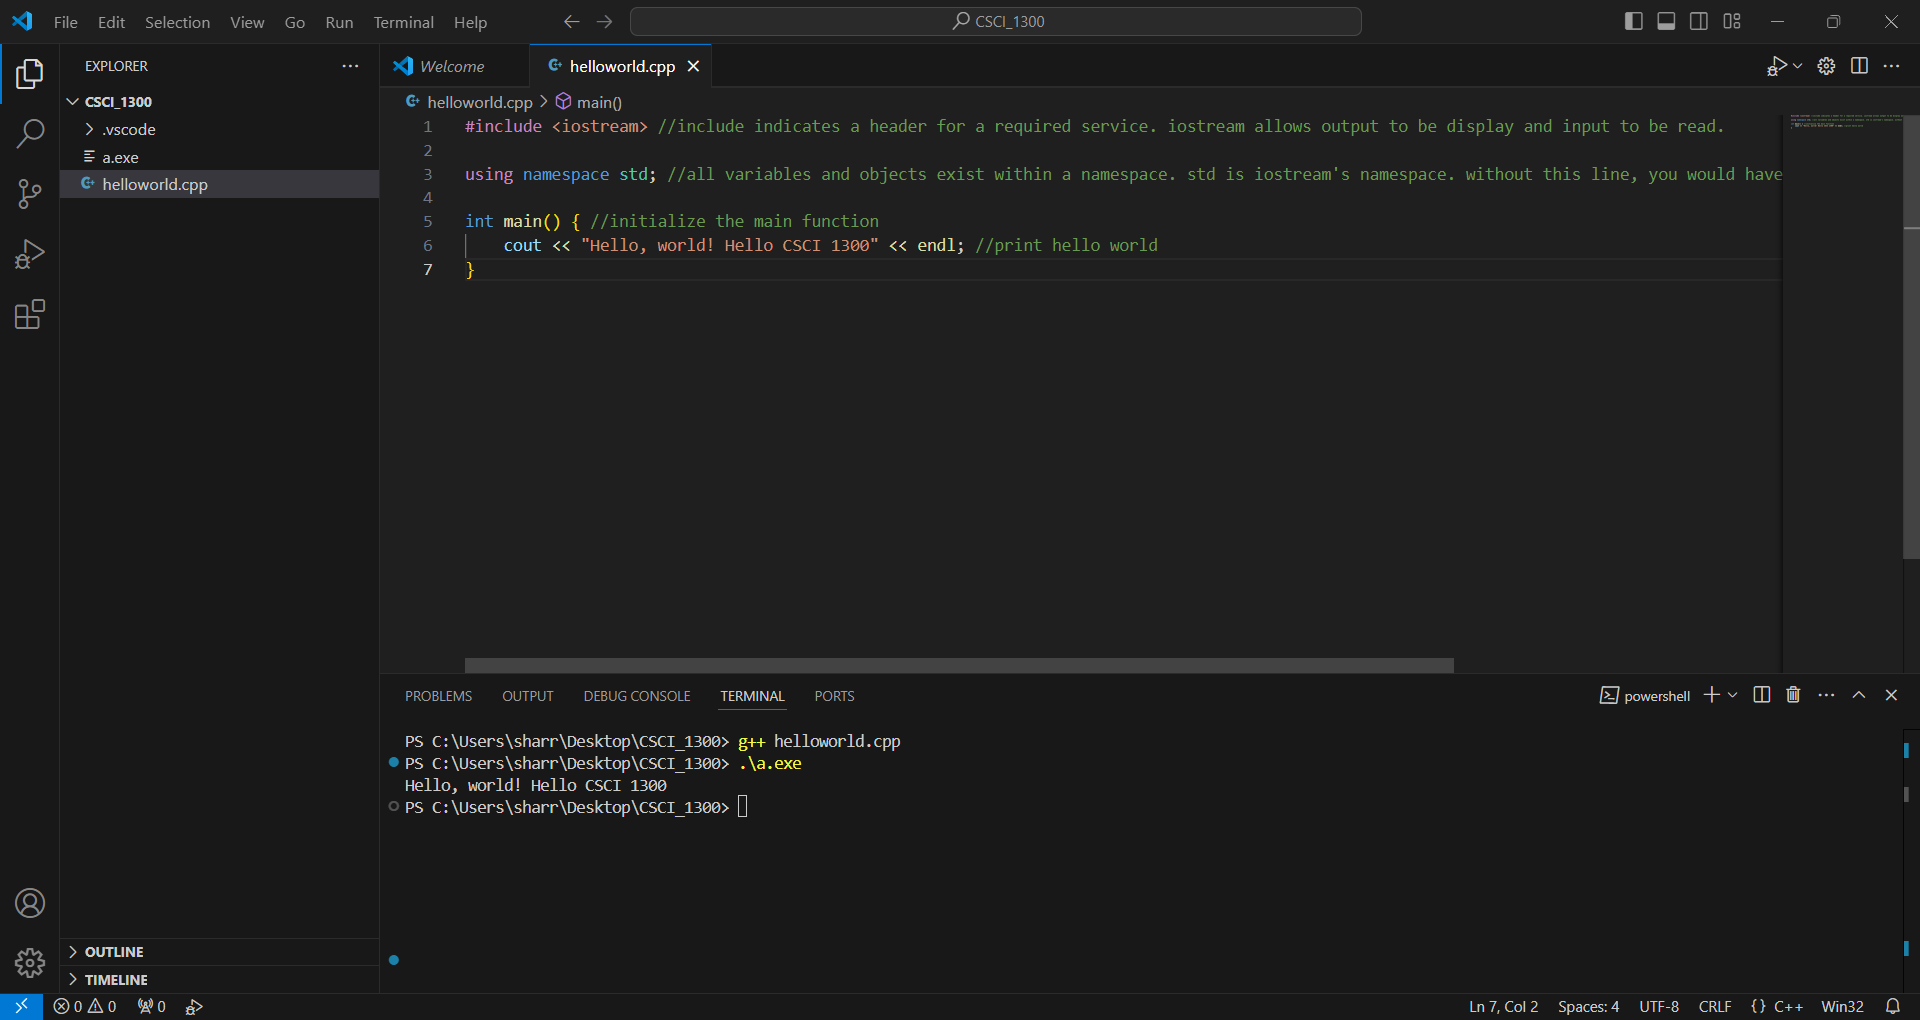 File Edit Selection View Go Run Terminal Help
CSCI_1300
EXPLORER
CSCI_1300
.vscode
a.exe
helloworld.cpp
OUTLINE
TIMELINE
Welcome
helloworld.cpp
helloworld.cpp > main()
1 #include <iostream> //include indicates a header for a required service. iostream allows output to be display and input to be read.
2
3 using namespace std; //all variables and objects exist within a namespace. std is iostream's namespace. without this line, you would have
4
5 int main() { //initialize the main function
6 cout << "Hello, world! Hello CSCI 1300" << endl; //print hello world
7 }
PROBLEMS OUTPUT DEBUG CONSOLE TERMINAL PORTS
powershell
PS C:\Users\sharr\Desktop\CSCI_1300> g++ helloworld.cpp
PS C:\Users\sharr\Desktop\CSCI_1300> .\a.exe
Hello, world! Hello CSCI 1300
PS C:\Users\sharr\Desktop\CSCI_1300>
0 0 0
Ln 7, Col 2 Spaces: 4 UTF-8 CRLF {} C++ Win32